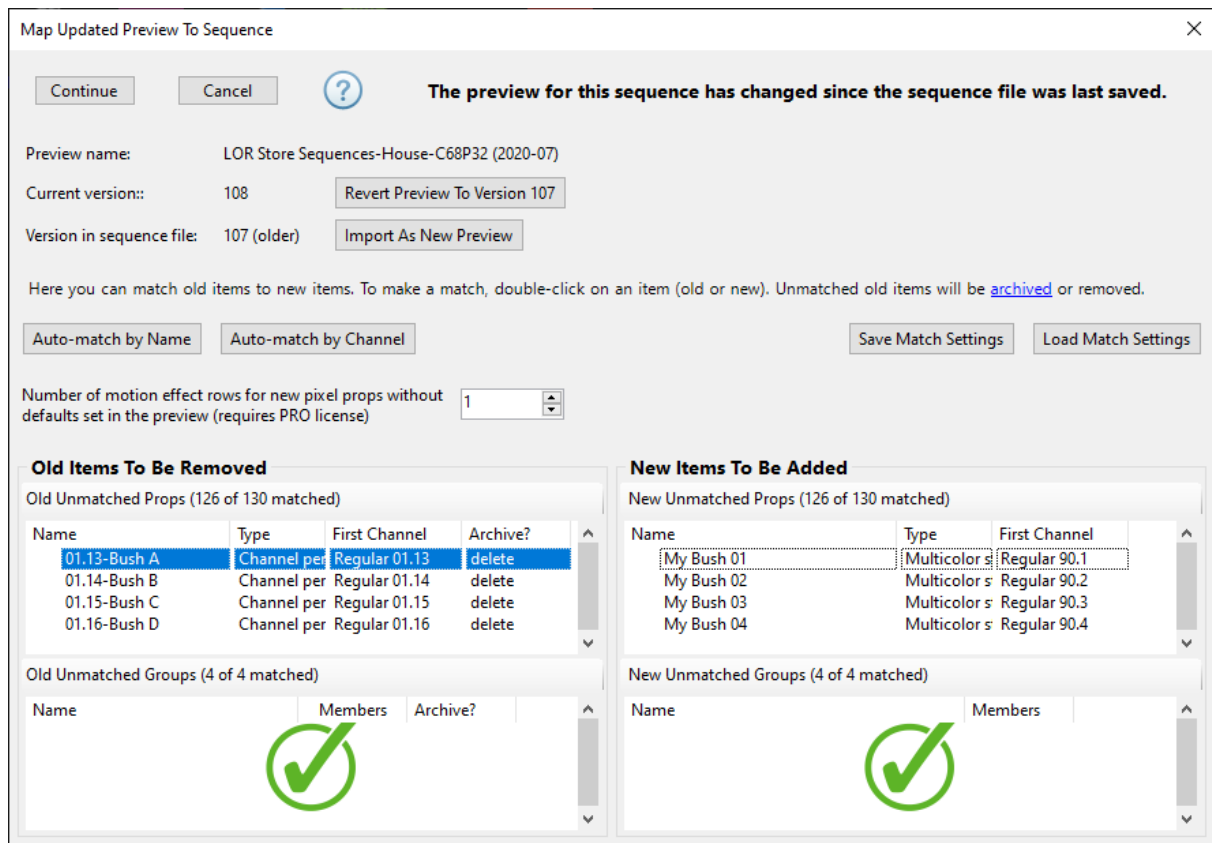 Map Updated Preview To Sequence
Continue Cancel ? The preview for this sequence has changed since the sequence file was last saved.
Preview name: LOR Store Sequences-House-C68P32 (2020-07)
Current version:: 108 Revert Preview To Version 107
Version in sequence file: 107 (older) Import As New Preview
Here you can match old items to new items. To make a match, double-click on an item (old or new). Unmatched old items will be archived or removed.
Auto-match by Name Auto-match by Channel Save Match Settings Load Match Settings
Number of motion effect rows for new pixel props without
defaults set in the preview (requires PRO license) 1
Old Items To Be Removed New Items To Be Added
Old Unmatched Props (126 of 130 matched) New Unmatched Props (126 of 130 matched)
Name Type First Channel Archive? Name Type First Channel
01.13-Bush A Channel per Regular 01.13 delete My Bush 01 Multicolor s Regular 90.1
01.14-Bush B Channel per Regular 01.14 delete My Bush 02 Multicolor s Regular 90.2
01.15-Bush C Channel per Regular 01.15 delete My Bush 03 Multicolor s Regular 90.3
01.16-Bush D Channel per Regular 01.16 delete My Bush 04 Multicolor s Regular 90.4
Old Unmatched Groups (4 of 4 matched) New Unmatched Groups (4 of 4 matched)
Name Members Archive? Name Members